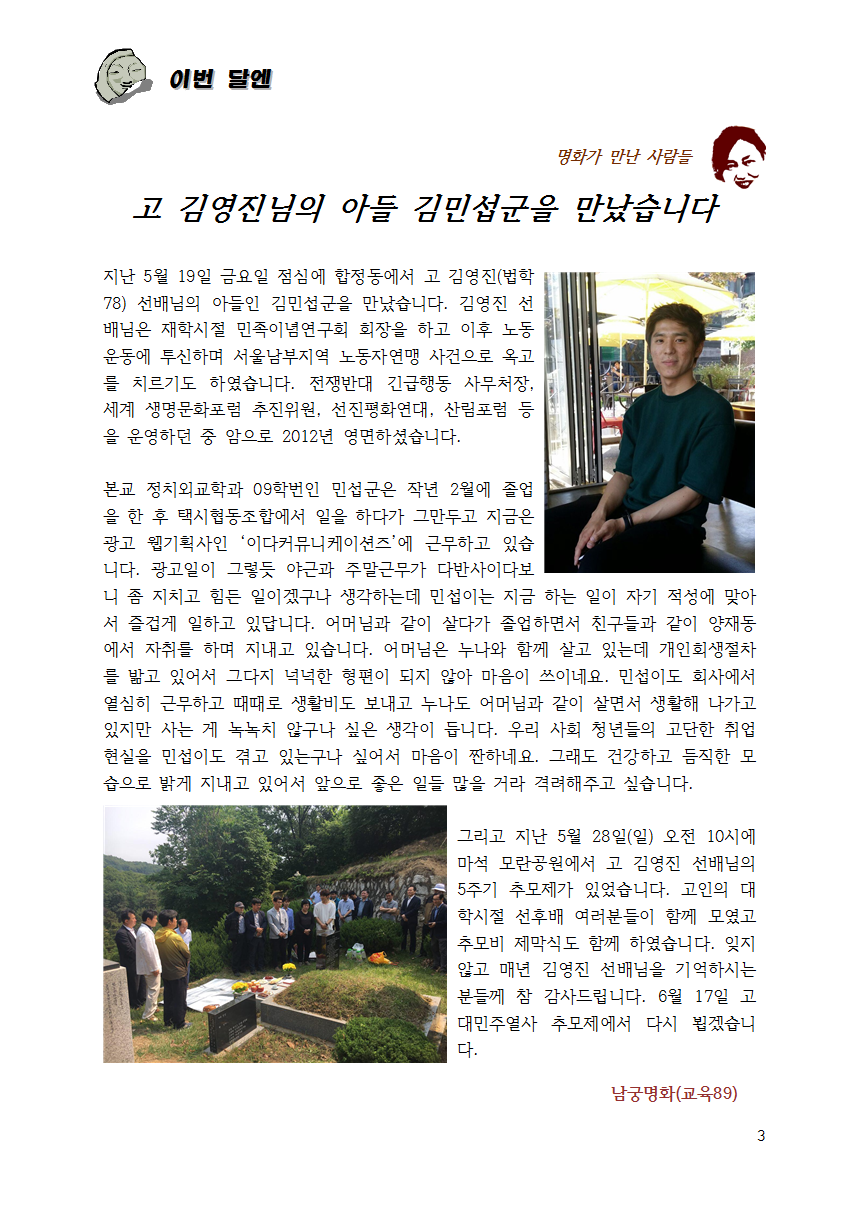 이번 달엔
명화가 만난 사람들
고 김영진님의 아들 김민섭군을 만났습니다
지난 5월 19일 금요일 점심에 합정동에서 고 김영진(법학
78) 선배님의 아들인 김민섭군을 만났습니다. 김영진 선
배님은 재학시절 민족이념연구회 회장을 하고 이후 노동
운동에 투신하며 서울남부지역 노동자연맹 사건으로 옥고
를 치르기도 하였습니다. 전쟁반대 긴급행동 사무처장,
세계 생명문화포럼 추진위원, 선진평화연대, 산림포럼 등
을 운영하던 중 암으로 2012년 영면하셨습니다.
본교 정치외교학과 09학번인 민섭군은 작년 2월에 졸업
을 한 후 택시협동조합에서 일을 하다가 그만두고 지금은
광고 웹기획사인 ‘이다커뮤니케이션즈’에 근무하고 있습
니다. 광고일이 그렇듯 야근과 주말근무가 다반사이다보
니 좀 지치고 힘든 일이겠구나 생각하는데 민섭이는 지금 하는 일이 자기 적성에 맞아
서 즐겁게 일하고 있답니다. 어머님과 같이 살다가 졸업하면서 친구들과 같이 양재동
에서 자취를 하며 지내고 있습니다. 어머님은 누나와 함께 살고 있는데 개인회생절차
를 밟고 있어서 그다지 넉넉한 형편이 되지 않아 마음이 쓰이네요. 민섭이도 회사에서
열심히 근무하고 때때로 생활비도 보내고 누나도 어머님과 같이 살면서 생활해 나가고
있지만 사는 게 녹녹치 않구나 싶은 생각이 듭니다. 우리 사회 청년들의 고단한 취업
현실을 민섭이도 겪고 있는구나 싶어서 마음이 짠하네요. 그래도 건강하고 듬직한 모
습으로 밝게 지내고 있어서 앞으로 좋은 일들 많을 거라 격려해주고 싶습니다.
그리고 지난 5월 28일(일) 오전 10시에
마석 모란공원에서 고 김영진 선배님의
5주기 추모제가 있었습니다. 고인의 대
학시절 선후배 여러분들이 함께 모였고
추모비 제막식도 함께 하였습니다. 잊지
않고 매년 김영진 선배님을 기억하시는
분들께 참 감사드립니다. 6월 17일 고
대민주열사 추모제에서 다시 뵙겠습니
다.
남궁명화(교육89)
3